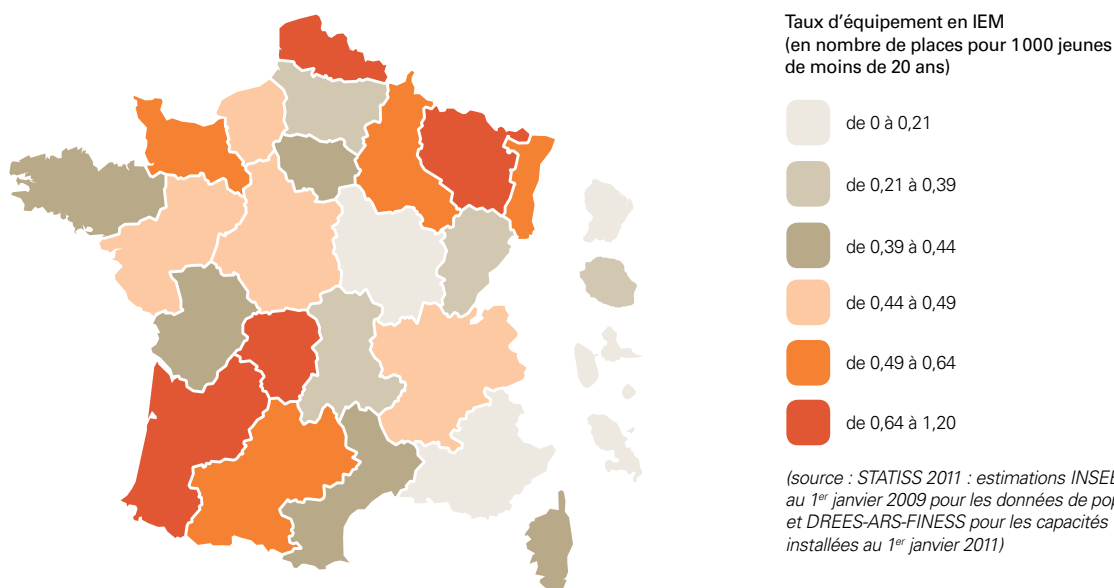 Taux d’équipement en IEM
(en nombre de places pour 1000 jeunes
de moins de 20 ans)
de 0 à 0,21
de 0,21 à 0,39
de 0,39 à 0,44
de 0,44 à 0,49
de 0,49 à 0,64
de 0,64 à 1,20
(source : STATISS 2011 : estimations INSEE
au 1er janvier 2009 pour les données de
et DREES-ARS-FINESS pour les capacités
installées au 1er janvier 2011)